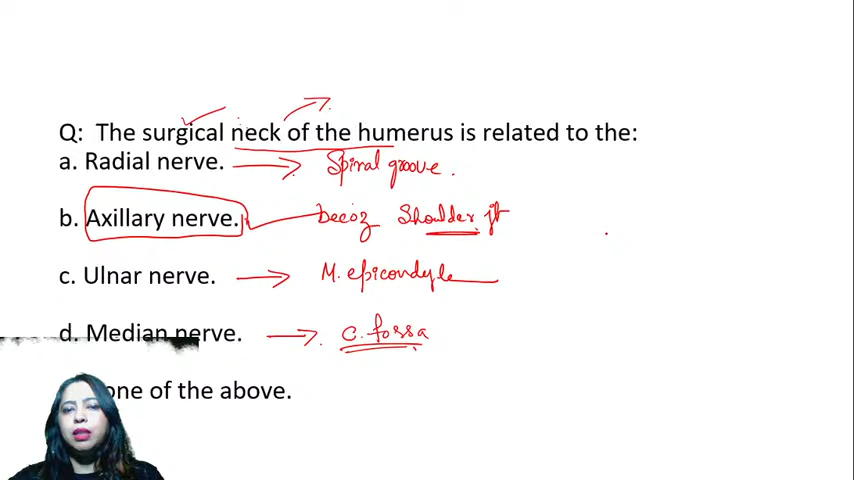 Q: The surgical neck of the humerus is related to the:
a. Radial nerve. Spiral groove.
b. Axillary nerve. becoz Shoulder jt
c. Ulnar nerve. M. epicondyle
d. Median nerve. C. fossa
one of the above.